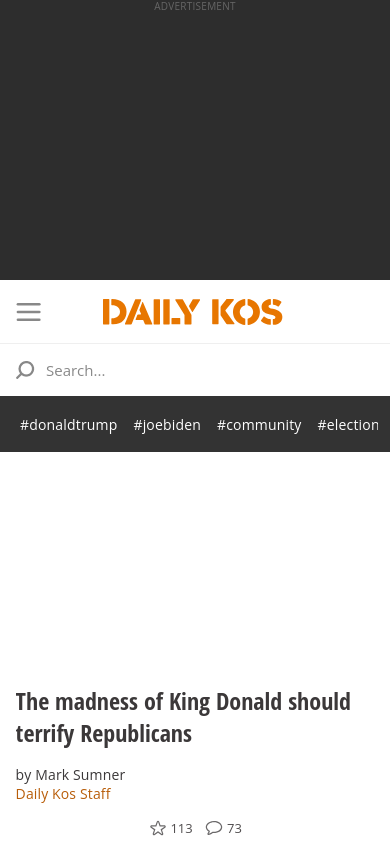 ADVERTISEMENT
DAILY KOS
Search...
#donaldtrump #joebiden #community #election
The madness of King Donald should
terrify Republicans
by Mark Sumner
Daily Kos Staff
113 73